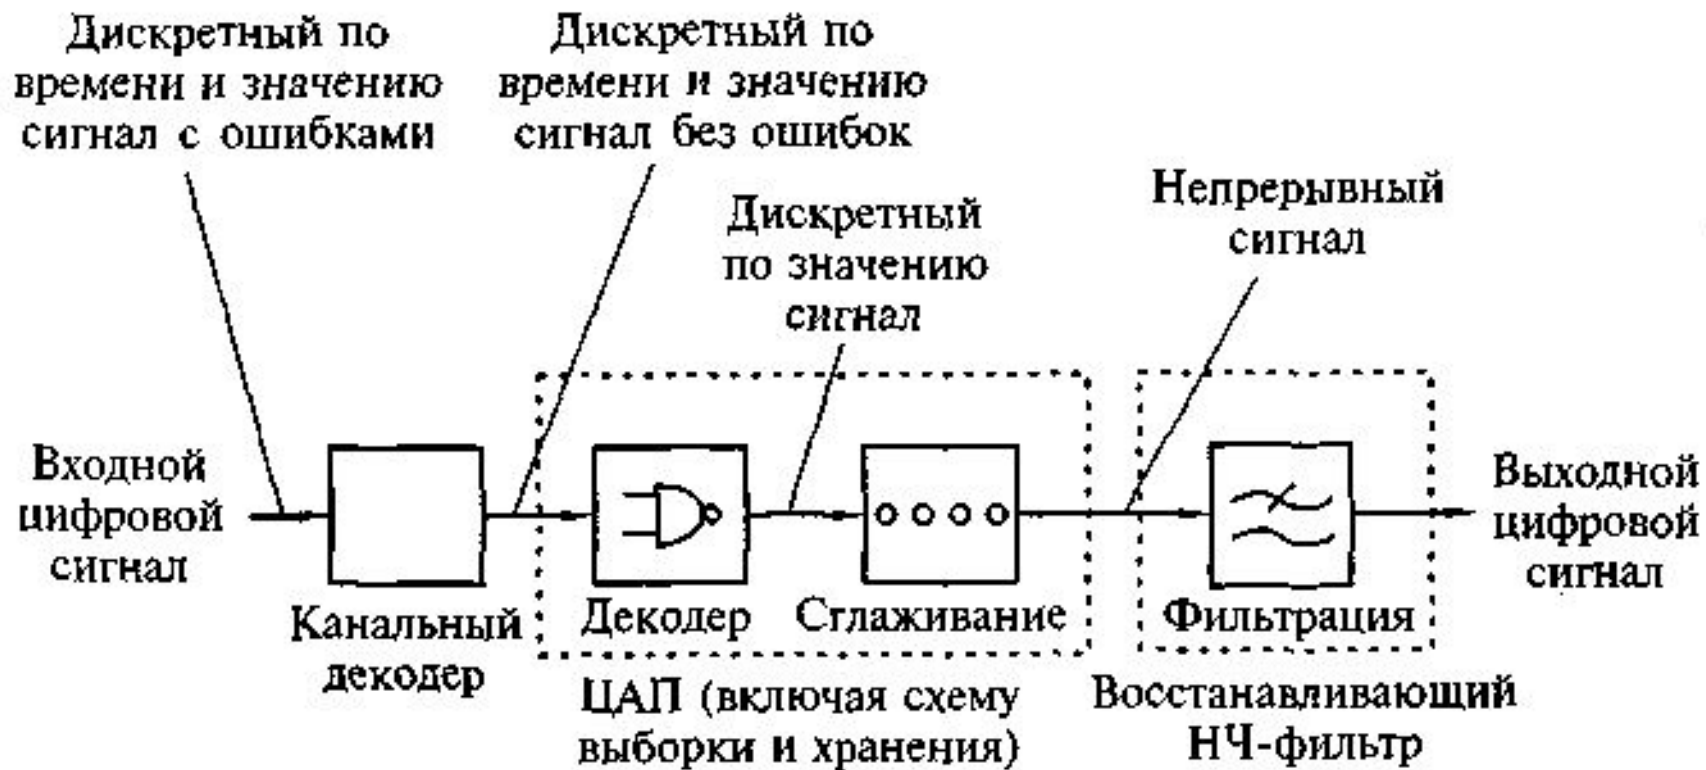 Дискретный по
времени и значению
сигнал с ошибками
Дискретный по
времени и значению
сигнал без ошибок
Дискретный
по значению
сигнал
Непрерывный
сигнал
Входной
цифровой
сигнал
Канальный
декодер
Декодер
Сглаживание
ЦАП (включая схему
выборки и хранения)
Фильтрация
Восстанавливающий
НЧ-фильтр
Выходной
цифровой
сигнал